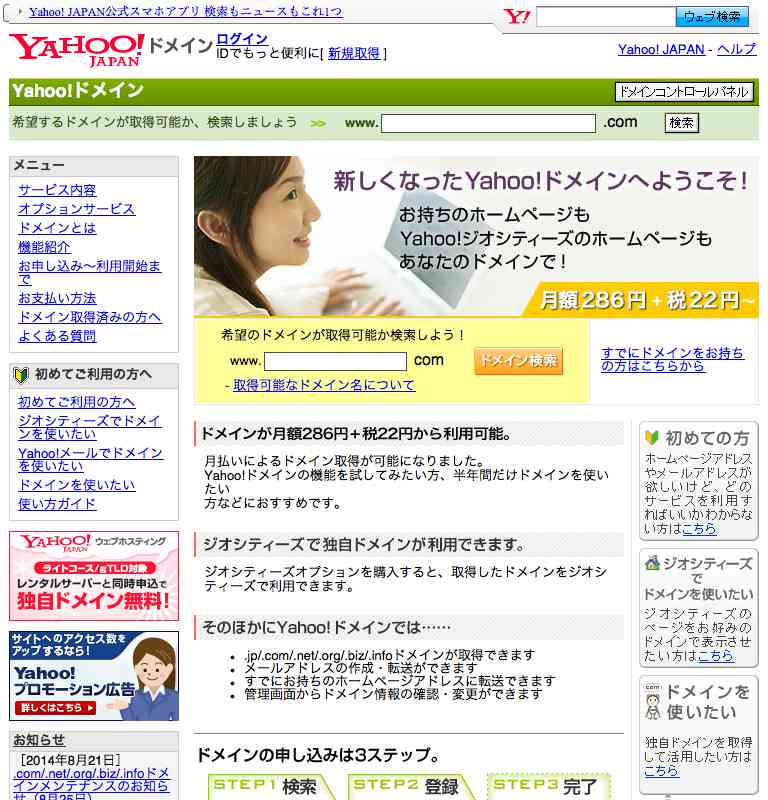 Yahoo! JAPAN公式スマホアプリ 検索もニュースもこれ1つ
Y!
ウェブ検索
YAHOO! JAPAN ドメイン
ログイン
IDでもっと便利に[ 新規取得 ]
Yahoo! JAPAN - ヘルプ
Yahoo!ドメイン
ドメインコントロールパネル
希望するドメインが取得可能か、検索しましょう >> www. .com 検索
メニュー
サービス内容
オプションサービス
ドメインとは
機能紹介
お申し込み〜利用開始ま
で
お支払い方法
ドメイン取得済みの方へ
よくある質問
初めてご利用の方へ
初めてご利用の方へ
ジオシティーズでドメイ
ンを使いたい
Yahoo!メールでドメイン
を使いたい
ドメインを使いたい
使い方ガイド
YAHOO! JAPAN ウェブホスティング
ライトコース/gTLD対象
レンタルサーバーと同時申込で
独自ドメイン無料!
サイトへのアクセス数を
アップするなら!
Yahoo!
プロモーション広告
詳しくはこちら
お知らせ
[2014年8月21日]
.com/.net/.org/.biz/.infoドメ
インメンテナンスのお知ら
せ(8月25日)
新しくなったYahoo!ドメインへようこそ!
お持ちのホームページも
Yahoo!ジオシティーズのホームページも
あなたのドメインで!
月額286円+税22円~
希望のドメインが取得可能か検索しよう!
www. com ドメイン検索
- 取得可能なドメイン名について
すでにドメインをお持ち
の方はこちらから
ドメインが月額286円+税22円から利用可能。
月払いによるドメイン取得が可能になりました。
Yahoo!ドメインの機能を試してみたい方、半年間だけドメインを使い
たい
方などにおすすめです。
ジオシティーズで独自ドメインが利用できます。
ジオシティーズオプションを購入すると、取得したドメインをジオシ
ティーズで利用できます。
そのほかにYahoo!ドメインでは……
• .jp/.com/.net/.org/.biz/.infoドメインが取得できます
• メールアドレスの作成・転送ができます
• すでにお持ちのホームページアドレスに転送できます
• 管理画面からドメイン情報の確認・変更ができます
ドメインの申し込みは3ステップ。
STEP1 検索
STEP2 登録
STEP3 完了
初めての方
ホームページアドレス
やメールアドレスが
欲しいけど、どの
サービスを利用す
ればいいかわからな
い方はこちら
ジオシティーズ
で
ドメインを使いたい
ジオシティーズの
ページをお好みの
ドメインで表示させ
たい方はこちら
com
ドメインを
使いたい
独自ドメインを取得
して活用したい方は
こちら